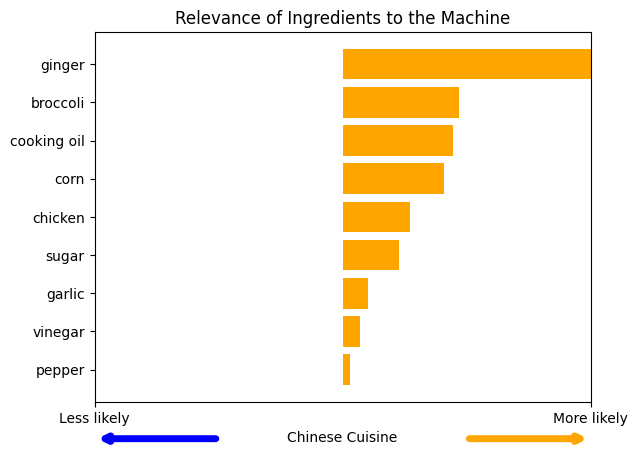 Relevance of Ingredients to the Machine
ginger
broccoli
cooking oil
corn
chicken
sugar
garlic
vinegar
pepper
Less likely
More likely
Chinese Cuisine